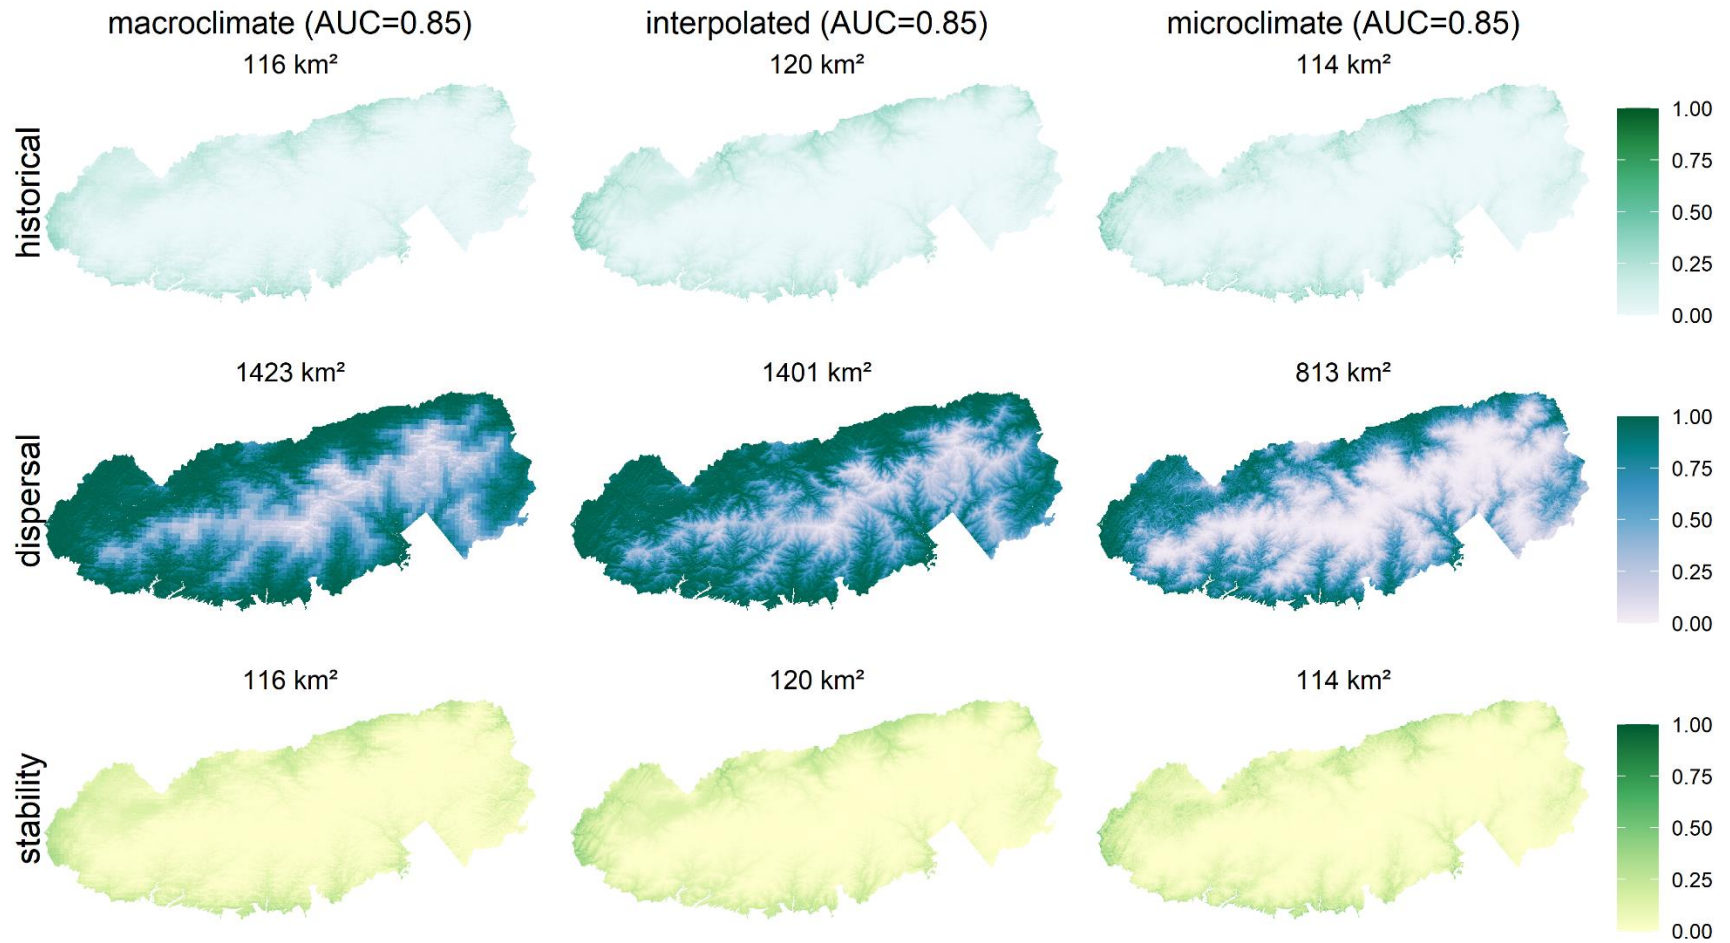 macroclimate (AUC=0.85)
interpolated (AUC=0.85)
microclimate (AUC=0.85)
116 km²
120 km²
114 km²
historical
1.00
0.75
0.50
0.25
0.00
1423 km²
1401 km²
813 km²
dispersal
1.00
0.75
0.50
0.25
0.00
116 km²
120 km²
114 km²
stability
1.00
0.75
0.50
0.25
0.00